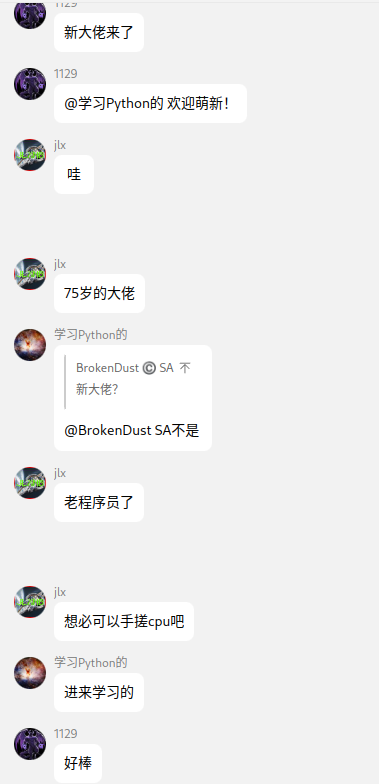 1129
新大佬来了
1129
@学习Python的 欢迎萌新！
jlx
哇
jlx
75岁的大佬
学习Python的
BrokenDust ©️ SA 不
新大佬？
@BrokenDust SA不是
jlx
老程序员了
jlx
想必可以手搓cpu吧
学习Python的
进来学习的
1129
好棒